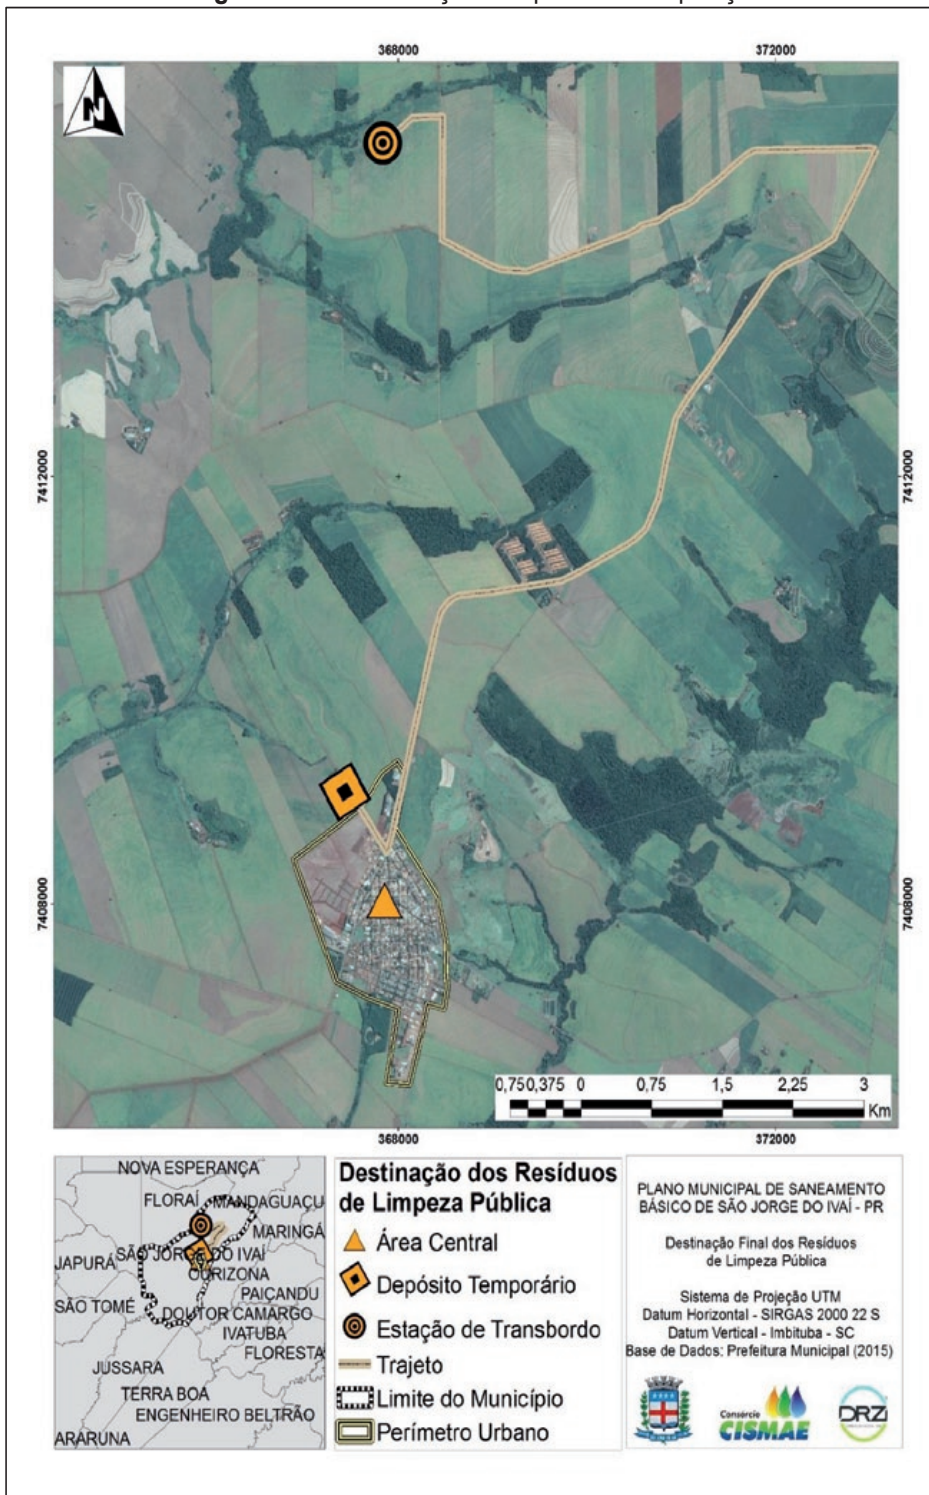 368000
372000
N
7412000
7412000
7408000
7408000
0,75 0,375 0 0,75 1,5 2,25 3
Km
368000
372000
NOVA ESPERANÇA
FLORAÍ
MANDAGUAÇU
MARINGÁ
SÃO JORGE DO IVAÍ
JAPURÁ
OURIZONA
PAIÇANDU
SÃO TOMÉ
DOUTOR CAMARGO
IVATUBA
FLORESTA
JUSSARA
TERRA BOA
ENGENHEIRO BELTRÃO
ARARUNA
Destinação dos Resíduos
de Limpeza Pública
Área Central
Depósito Temporário
Estação de Transbordo
Trajeto
Limite do Município
Perímetro Urbano
PLANO MUNICIPAL DE SANEAMENTO
BÁSICO DE SÃO JORGE DO IVAÍ - PR
Destinação Final dos Resíduos
de Limpeza Pública
Sistema de Projeção UTM
Datum Horizontal - SIRGAS 2000 22 S
Datum Vertical - Imbituba - SC
Base de Dados: Prefeitura Municipal (2015)
Consórcio
CISMAE
DRZ